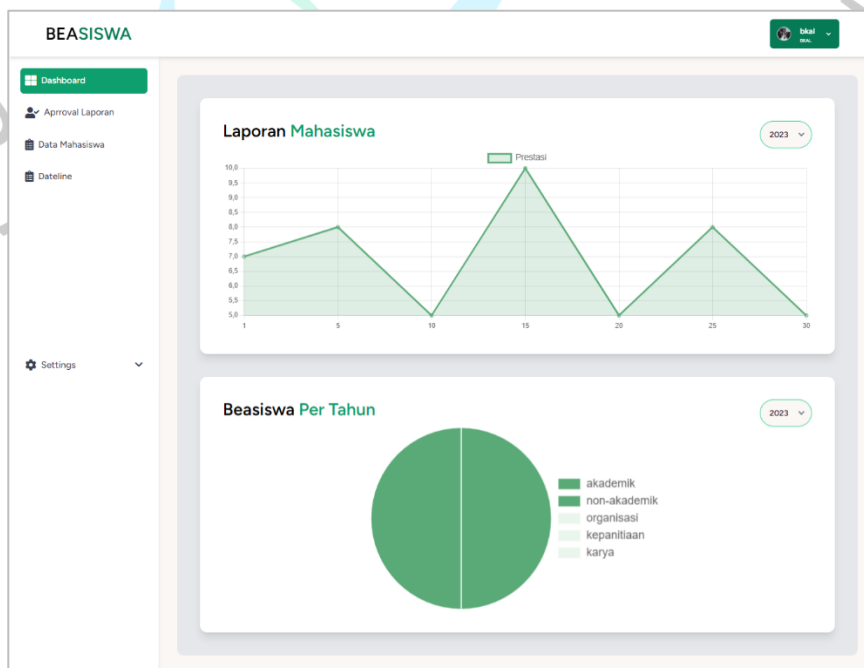 BEASISWA
bkal
BKAL
Dashboard
Aprroval Laporan
Data Mahasiswa
Dateline
Settings
Laporan Mahasiswa
2023
Prestasi
10,0
9,5
9,0
8,5
8,0
7,5
7,0
6,5
6,0
5,5
5,0
1 5 10 15 20 25 30
Beasiswa Per Tahun
2023
akademik
non-akademik
organisasi
kepanitiaan
karya